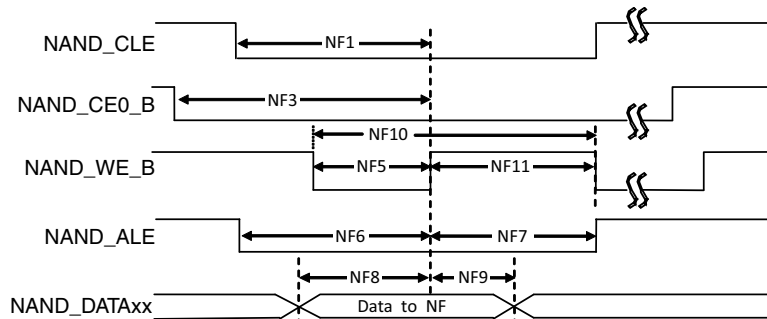 NAND_CLE
NF1
NAND_CE0_B
NF3
NF10
NAND_WE_B
NF5
NF11
NAND_ALE
NF6
NF7
NF8
NF9
NAND_DATAxx
Data to NF